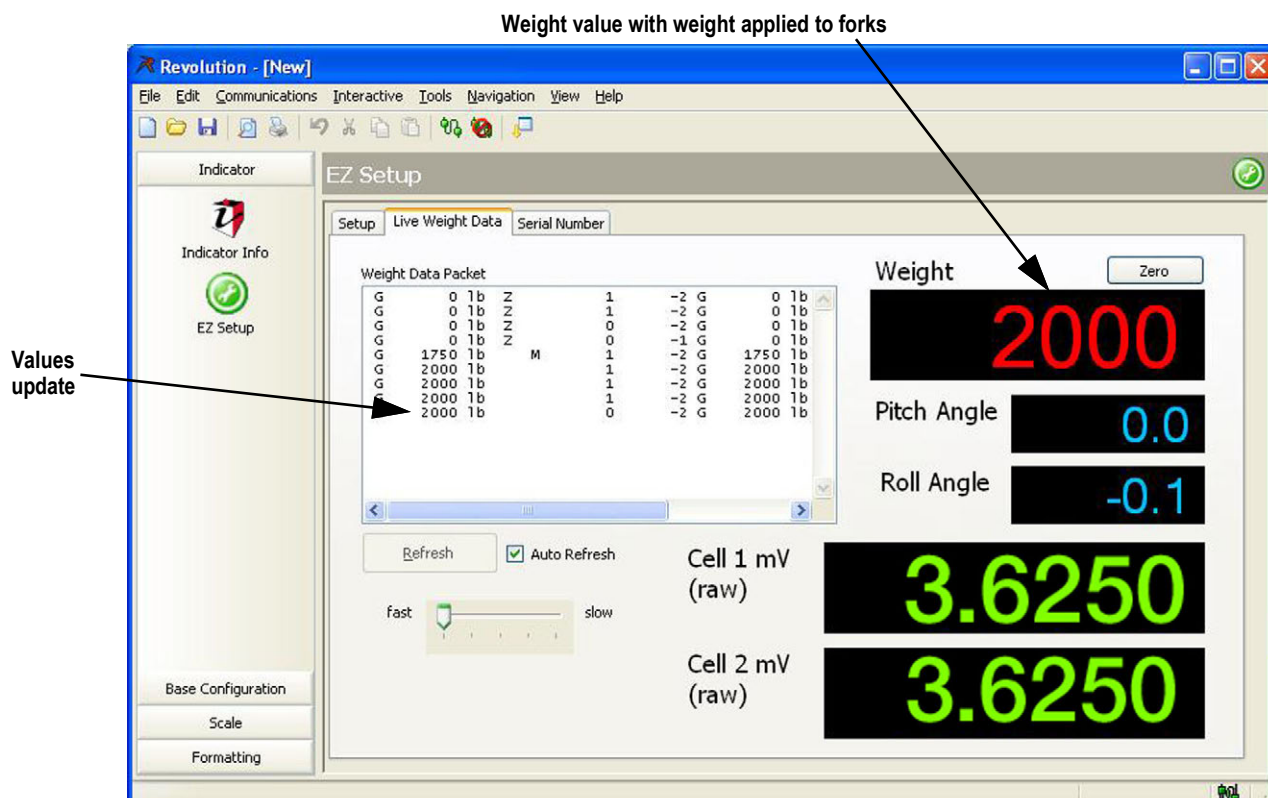 Weight value with weight applied to forks
Revolution - [New]
File Edit Communications Interactive Tools Navigation View Help
Indicator
EZ Setup
Indicator Info
EZ Setup
Setup Live Weight Data Serial Number
Weight Data Packet
G 0 lb Z 1 -2 G 0 lb
G 0 lb Z 1 -2 G 0 lb
G 0 lb Z 0 -2 G 0 lb
G 0 lb Z 0 -1 G 0 lb
G 1750 lb M 1 -2 G 1750 lb
G 2000 lb 1 -2 G 2000 lb
G 2000 lb 1 -2 G 2000 lb
G 2000 lb 1 -2 G 2000 lb
2000 lb 0 -2 G 2000 lb
Values
update
Weight
Zero
2000
Pitch Angle
0.0
Roll Angle
-0.1
Refresh
Auto Refresh
fast
slow
Cell 1 mV
(raw)
3.6250
Cell 2 mV
(raw)
3.6250
Base Configuration
Scale
Formatting